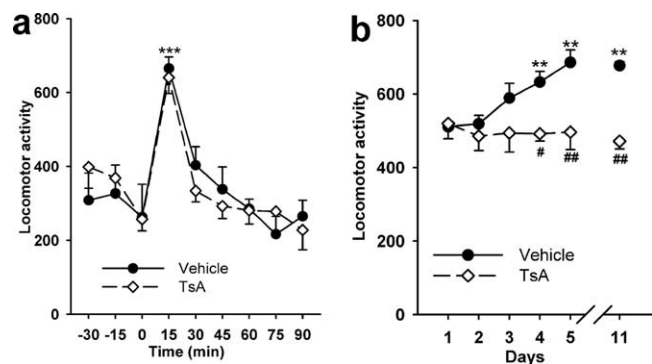 a
800
600
400
200
0
Locomotor activity
***
Vehicle
TsA
-30 -15 0 15 30 45 60 75 90
Time (min)
b
800
600
400
200
0
Locomotor activity
**
**
**
#
##
##
Vehicle
TsA
1 2 3 4 5 11
Days